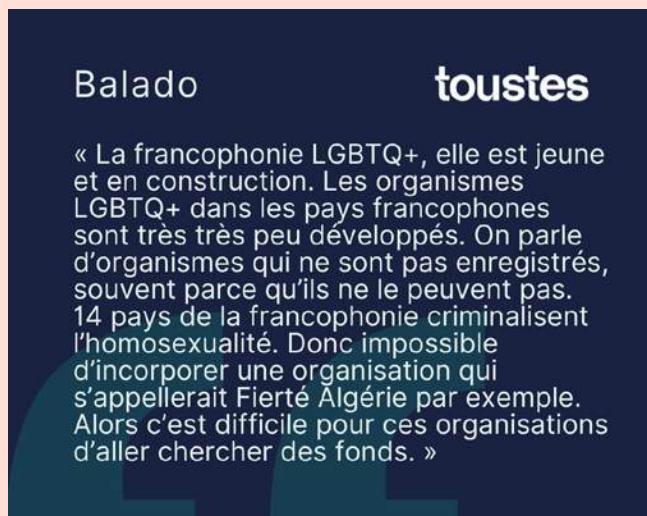 Balado
toustes
« La francophonie LGBTQ+, elle est jeune
et en construction. Les organismes
LGBTQ+ dans les pays francophones
sont très très peu développés. On parle
d’organismes qui ne sont pas enregistrés,
souvent parce qu’ils ne le peuvent pas.
14 pays de la francophonie criminalisent
l’homosexualité. Donc impossible
d’incorporer une organisation qui
s’appellerait Fierté Algérie par exemple.
Alors c’est difficile pour ces organisations
d’aller chercher des fonds. »